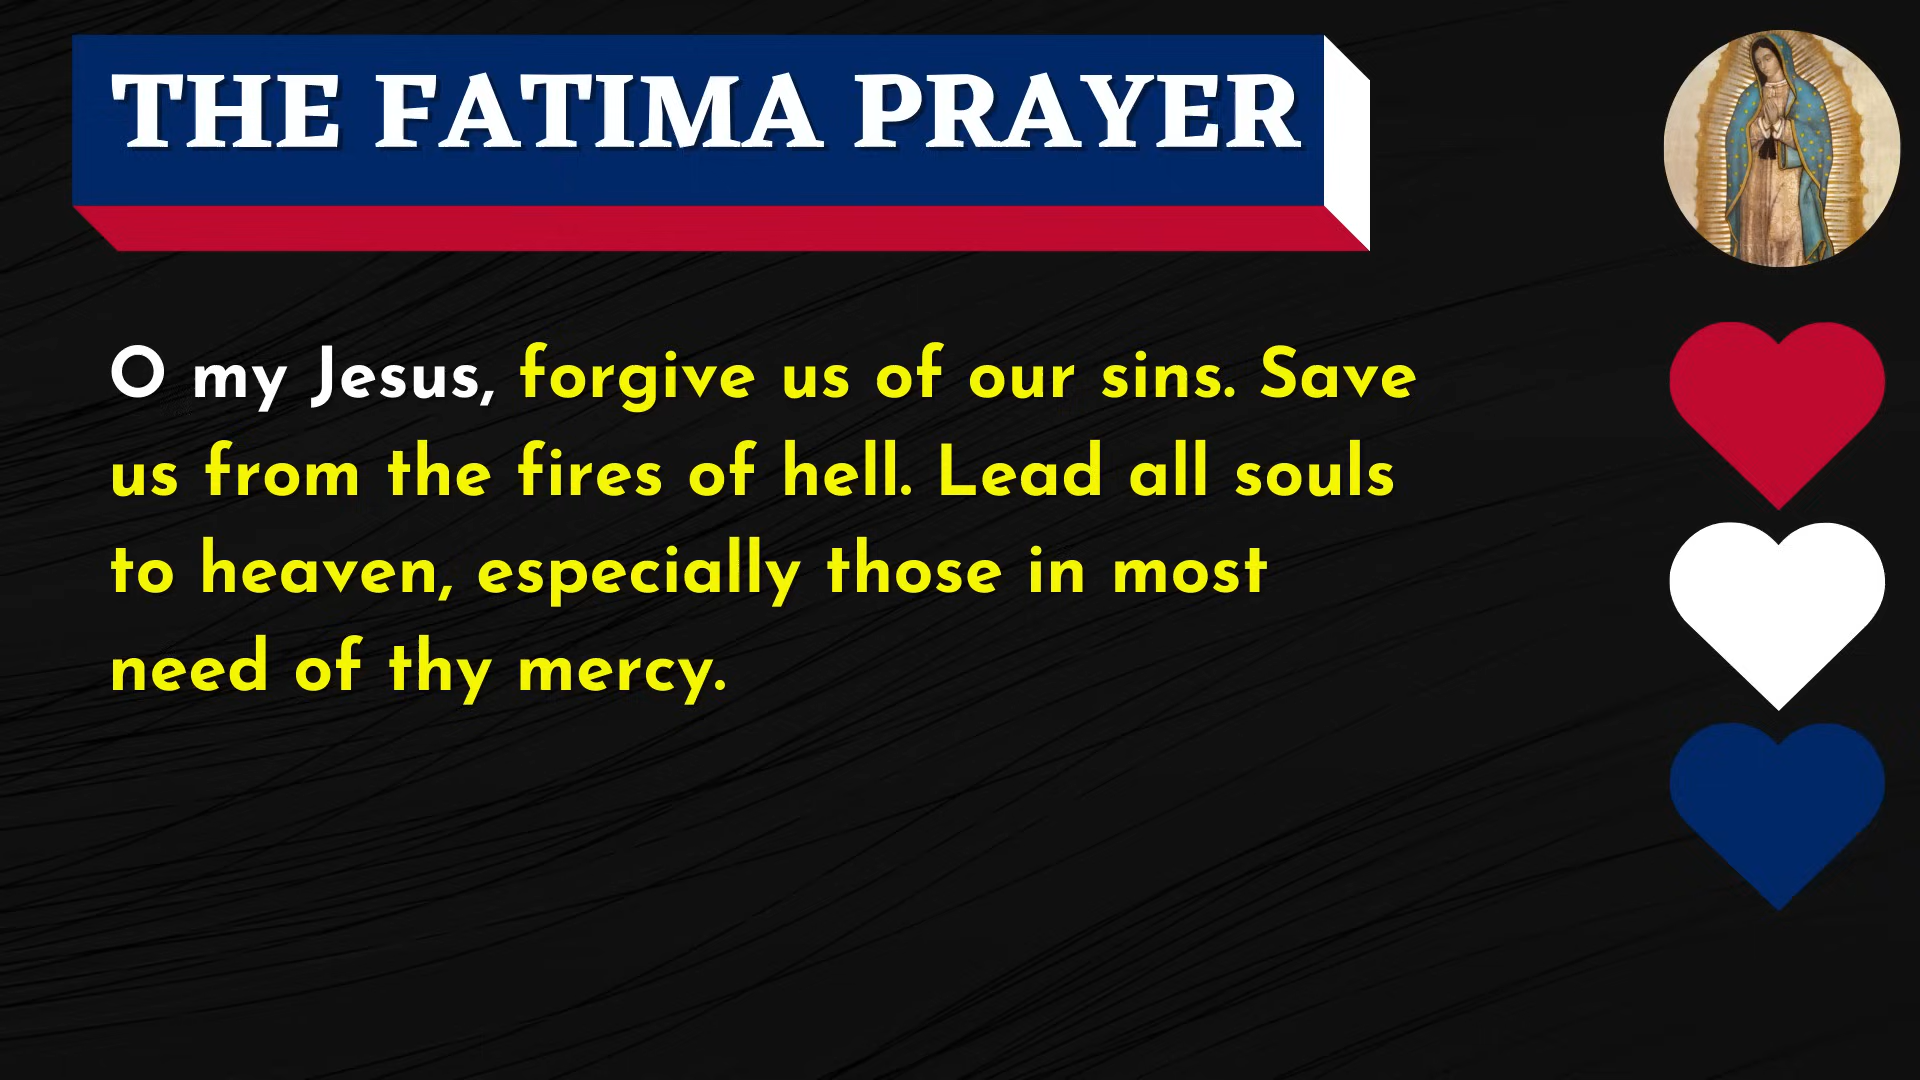 THE FATIMA PRAYER
O my Jesus, forgive us of our sins. Save
us from the fires of hell. Lead all souls
to heaven, especially those in most
need of thy mercy.